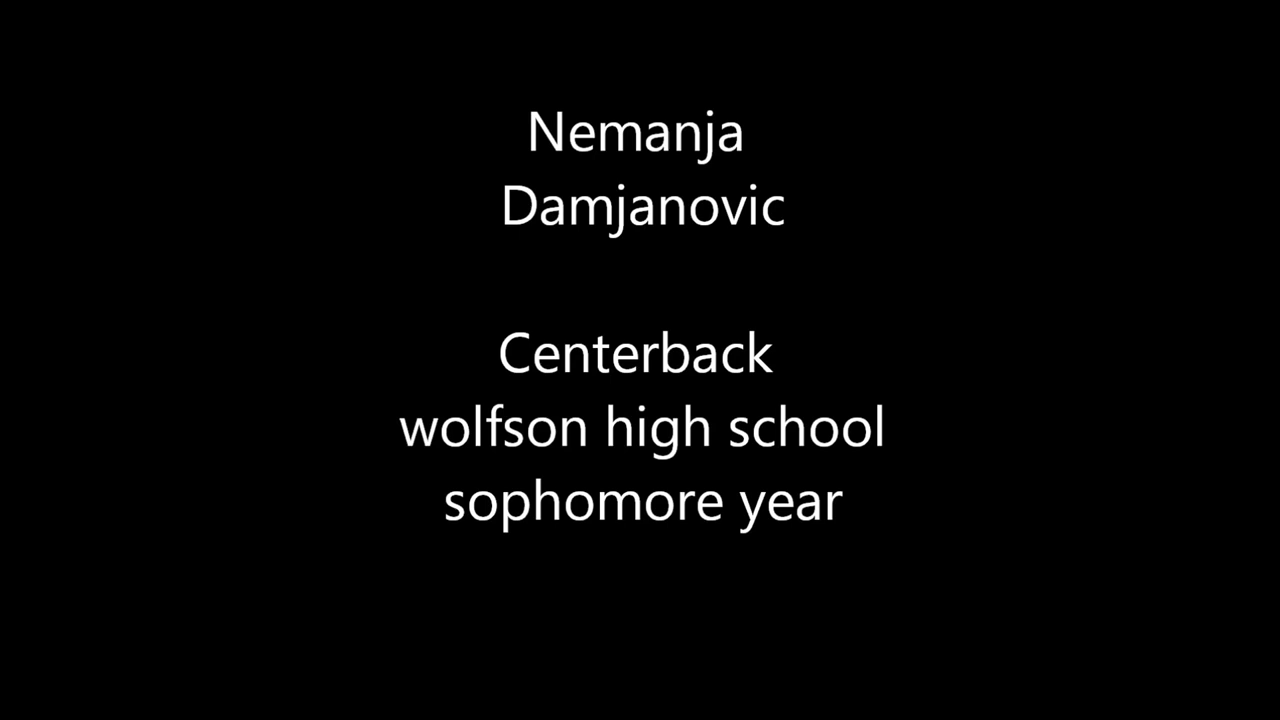 Nemanja
Damjanovic
Centerback
wolfson high school
sophomore year